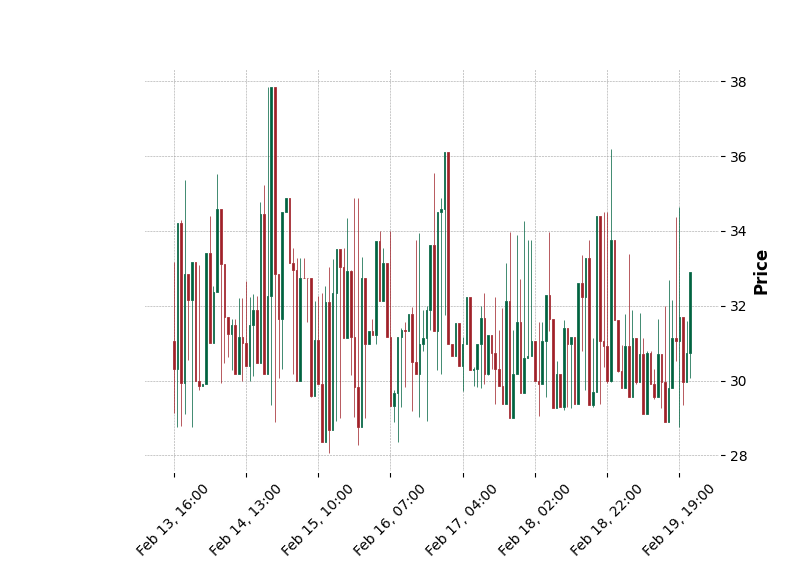 38
36
34
32
30
28
Price
Feb 13, 16:00
Feb 14, 13:00
Feb 15, 10:00
Feb 16, 07:00
Feb 17, 04:00
Feb 18, 02:00
Feb 18, 22:00
Feb 19, 19:00